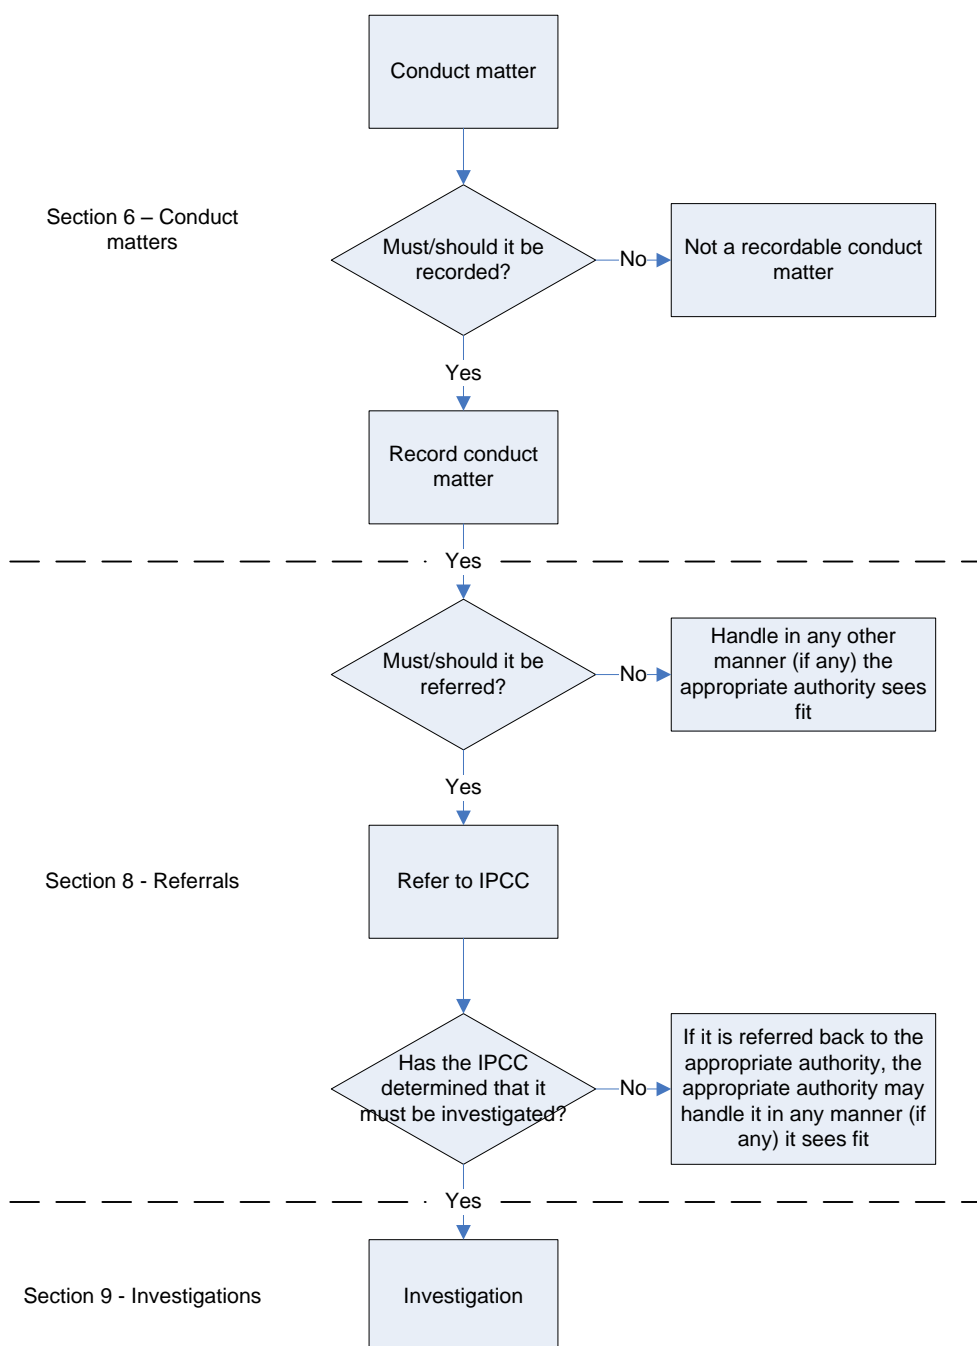 Conduct matter
Section 6 – Conduct
matters
Must/should it be
recorded?
No
Not a recordable conduct
matter
Yes
Record conduct
matter
Yes
Must/should it be
referred?
No
Handle in any other
manner (if any) the
appropriate authority sees
fit
Yes
Section 8 - Referrals
Refer to IPCC
Has the IPCC
determined that it
must be investigated?
No
If it is referred back to the
appropriate authority, the
appropriate authority may
handle it in any manner (if
any) it sees fit
Yes
Section 9 - Investigations
Investigation